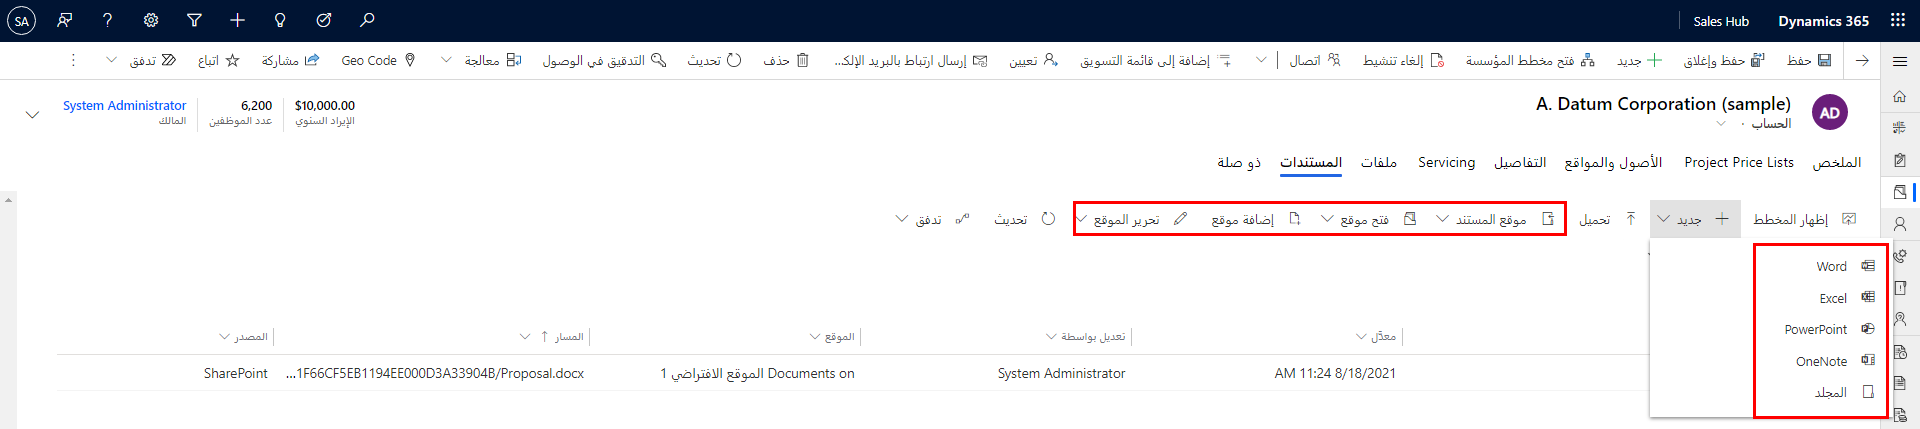 Dynamics 365 Sales Hub SA
حفظ حفظ وإغلاق جديد فتح مخطط المؤسسة إلغاء تنشيط اتصال إضافة إلى قائمة التسويق تعيين إرسال ارتباط بالبريد الإلك... حذف تحديث التدقيق في الوصول معالجة Geo Code مشاركة اتباع تدفق
AD A. Datum Corporation (sample)
الحساب
$10,000.00
الإيراد السنوي
6,200
عدد الموظفين
System Administrator
المالك
الملخص Project Price Lists الأصول والمواقع التفاصيل Servicing ملفات المستندات ذو صلة
إظهار المخطط جديد تحميل موقع المستند فتح موقع إضافة موقع تحرير الموقع تحديث تدفق
Word
Excel
PowerPoint
OneNote
المجلد
معدَّل تعديل بواسطة الموقع المسار المصدر
8/18/2021 11:24 AM System Administrator Documents on الموقع الافتراضي 1 ...1F66CF5EB1194EE000D3A33904B/Proposal.docx SharePoint